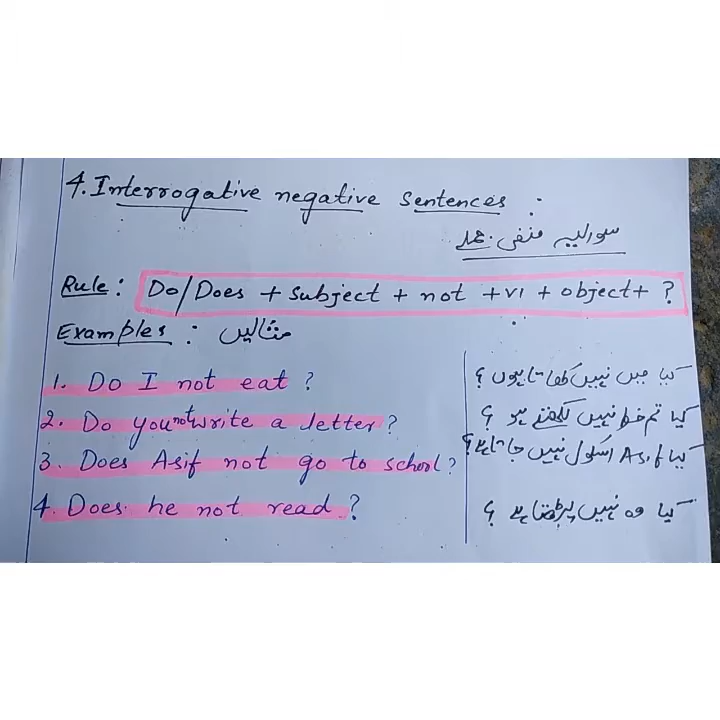 4. Interrogative negative sentences :
سوالیہ منفی جملے
Rule: Do/Does + subject + not + v1 + object + ?
Examples : مثالیں
1. Do I not eat ? کیا میں نہیں کھاتا ہوں ؟
2. Do you not write a letter ? کیا تم خط نہیں لکھتے ہو ؟
3. Does Asif not go to school ? کیا Asif اسکول نہیں جاتا ہے ؟
4. Does he not read ? کیا وہ نہیں پڑھتا ہے ؟